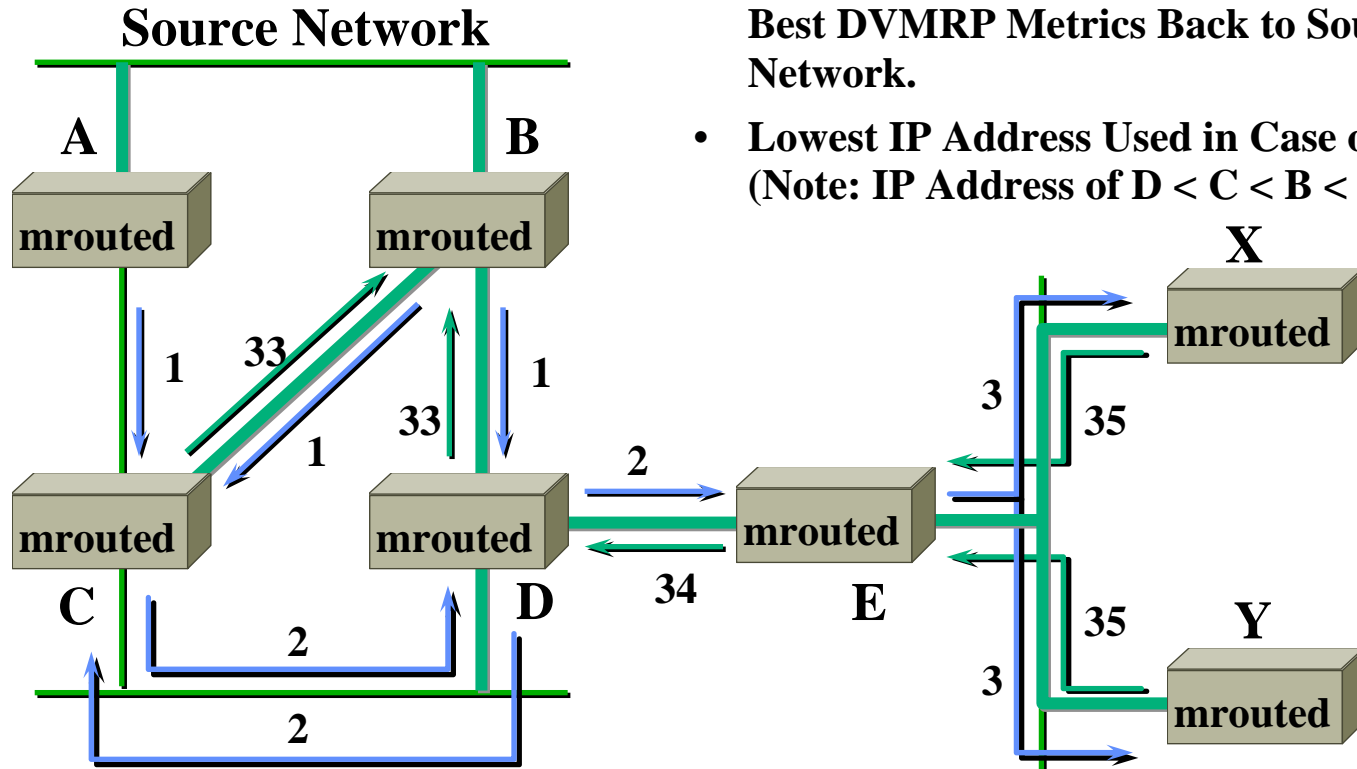 Source Network
Best DVMRP Metrics Back to
Network.
• Lowest IP Address Used in Case
(Note: IP Address of D < C < B <
A
B
X
mrouted
mrouted
mrouted
1
33
1
33
1
3
35
2
mrouted
mrouted
mrouted
C
D
34
E
35
Y
2
3
mrouted
2